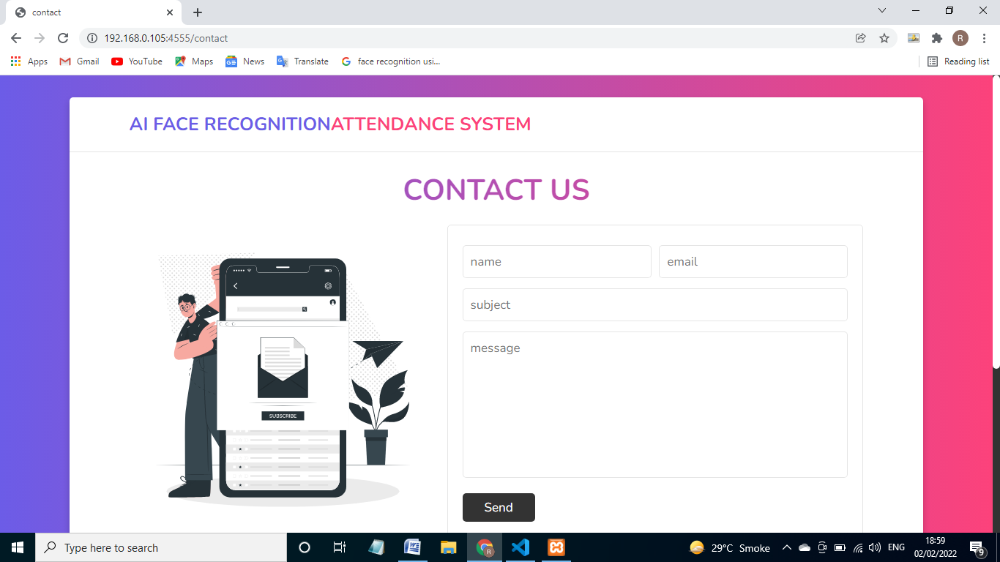 contact
192.168.0.105:4555/contact
Apps Gmail YouTube Maps News Translate face recognition usi... Reading list
R
AI FACE RECOGNITIONATTENDANCE SYSTEM
CONTACT US
name email
subject
message
SUBSCRIBE
Send
Type here to search
29°C Smoke
ENG
18:59
02/02/2022
9